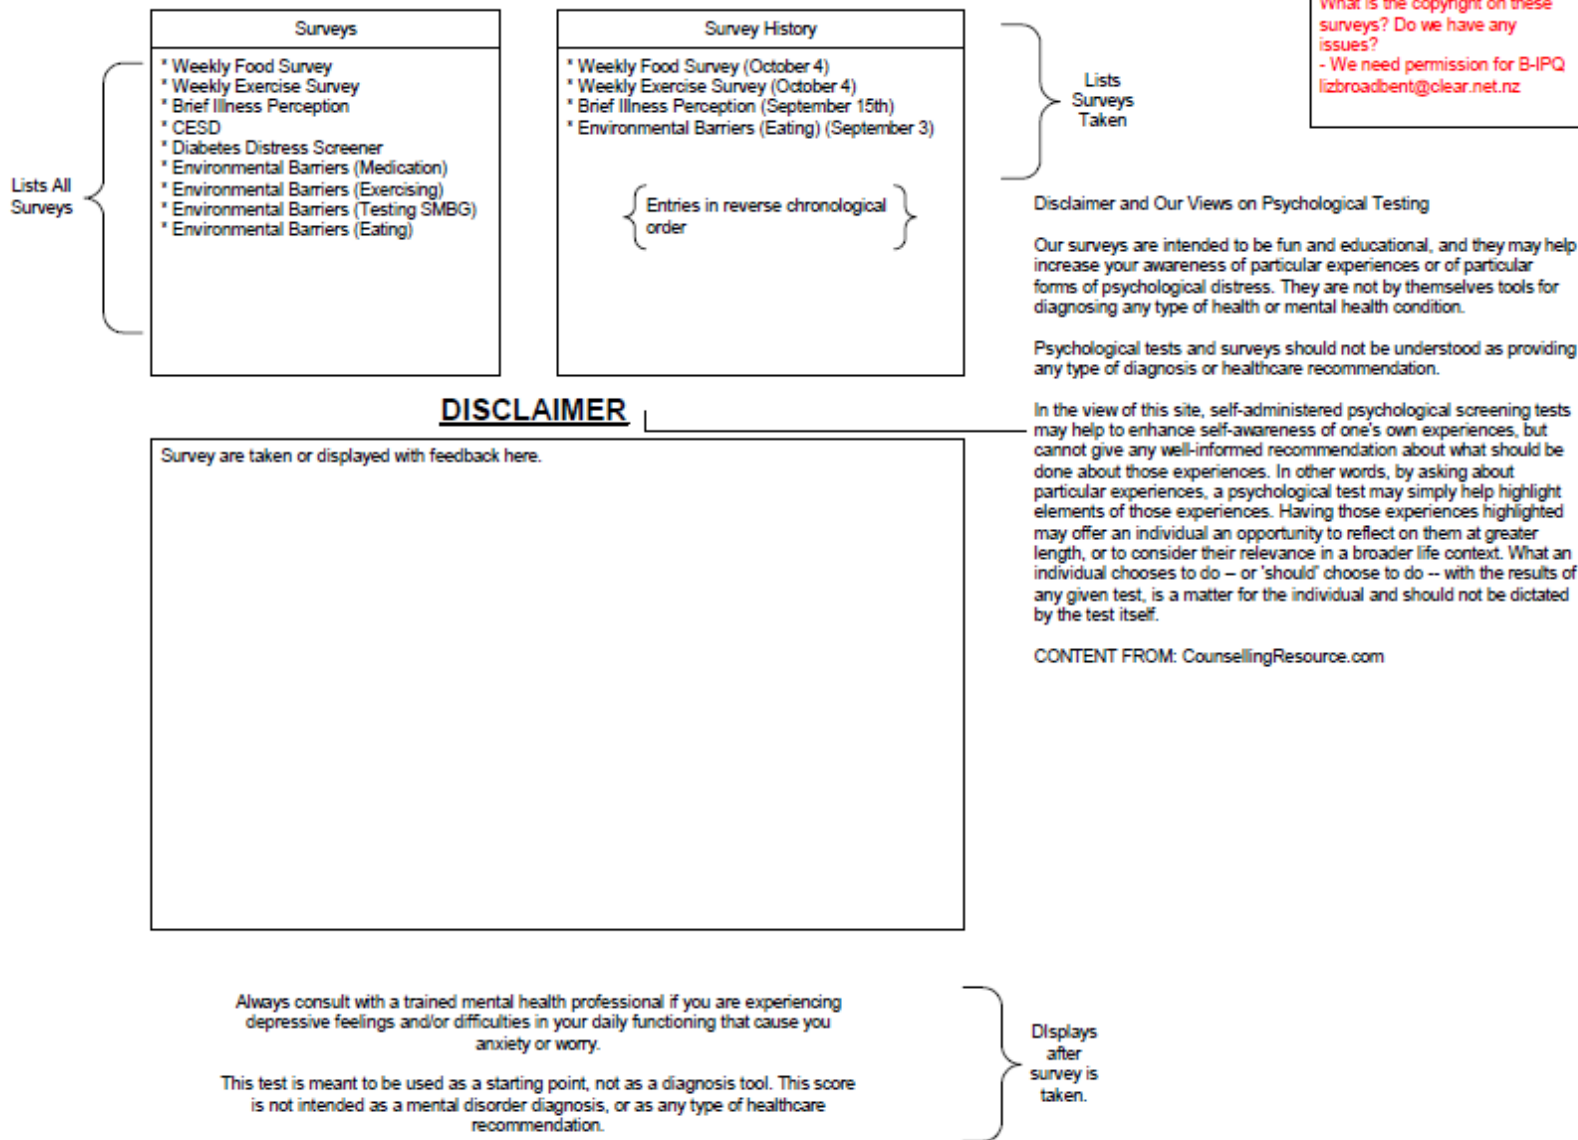 Surveys
* Weekly Food Survey
* Weekly Exercise Survey
* Brief Illness Perception
* CESD
* Diabetes Distress Screener
* Environmental Barriers (Medication)
* Environmental Barriers (Exercising)
* Environmental Barriers (Testing SMBG)
* Environmental Barriers (Eating)
Lists All
Surveys
Survey History
* Weekly Food Survey (October 4)
* Weekly Exercise Survey (October 4)
* Brief Illness Perception (September 15th)
* Environmental Barriers (Eating) (September 3)
Entries in reverse chronological
order
Lists
Surveys
Taken
What is the copyright on these
surveys? Do we have any
issues?
- We need permission for B-IPQ
lizbroadbent@clear.net.nz
Disclaimer and Our Views on Psychological Testing
Our surveys are intended to be fun and educational, and they may help
increase your awareness of particular experiences or of particular
forms of psychological distress. They are not by themselves tools for
diagnosing any type of health or mental health condition.
Psychological tests and surveys should not be understood as providing
any type of diagnosis or healthcare recommendation.
In the view of this site, self-administered psychological screening tests
may help to enhance self-awareness of one's own experiences, but
cannot give any well-informed recommendation about what should be
done about those experiences. In other words, by asking about
particular experiences, a psychological test may simply help highlight
elements of those experiences. Having those experiences highlighted
may offer an individual an opportunity to reflect on them at greater
length, or to consider their relevance in a broader life context. What an
individual chooses to do – or 'should' choose to do -- with the results of
any given test, is a matter for the individual and should not be dictated
by the test itself.
CONTENT FROM: CounsellingResource.com
DISCLAIMER
Survey are taken or displayed with feedback here.
Always consult with a trained mental health professional if you are experiencing
depressive feelings and/or difficulties in your daily functioning that cause you
anxiety or worry.
This test is meant to be used as a starting point, not as a diagnosis tool. This score
is not intended as a mental disorder diagnosis, or as any type of healthcare
recommendation.
DIsplays
after
survey is
taken.